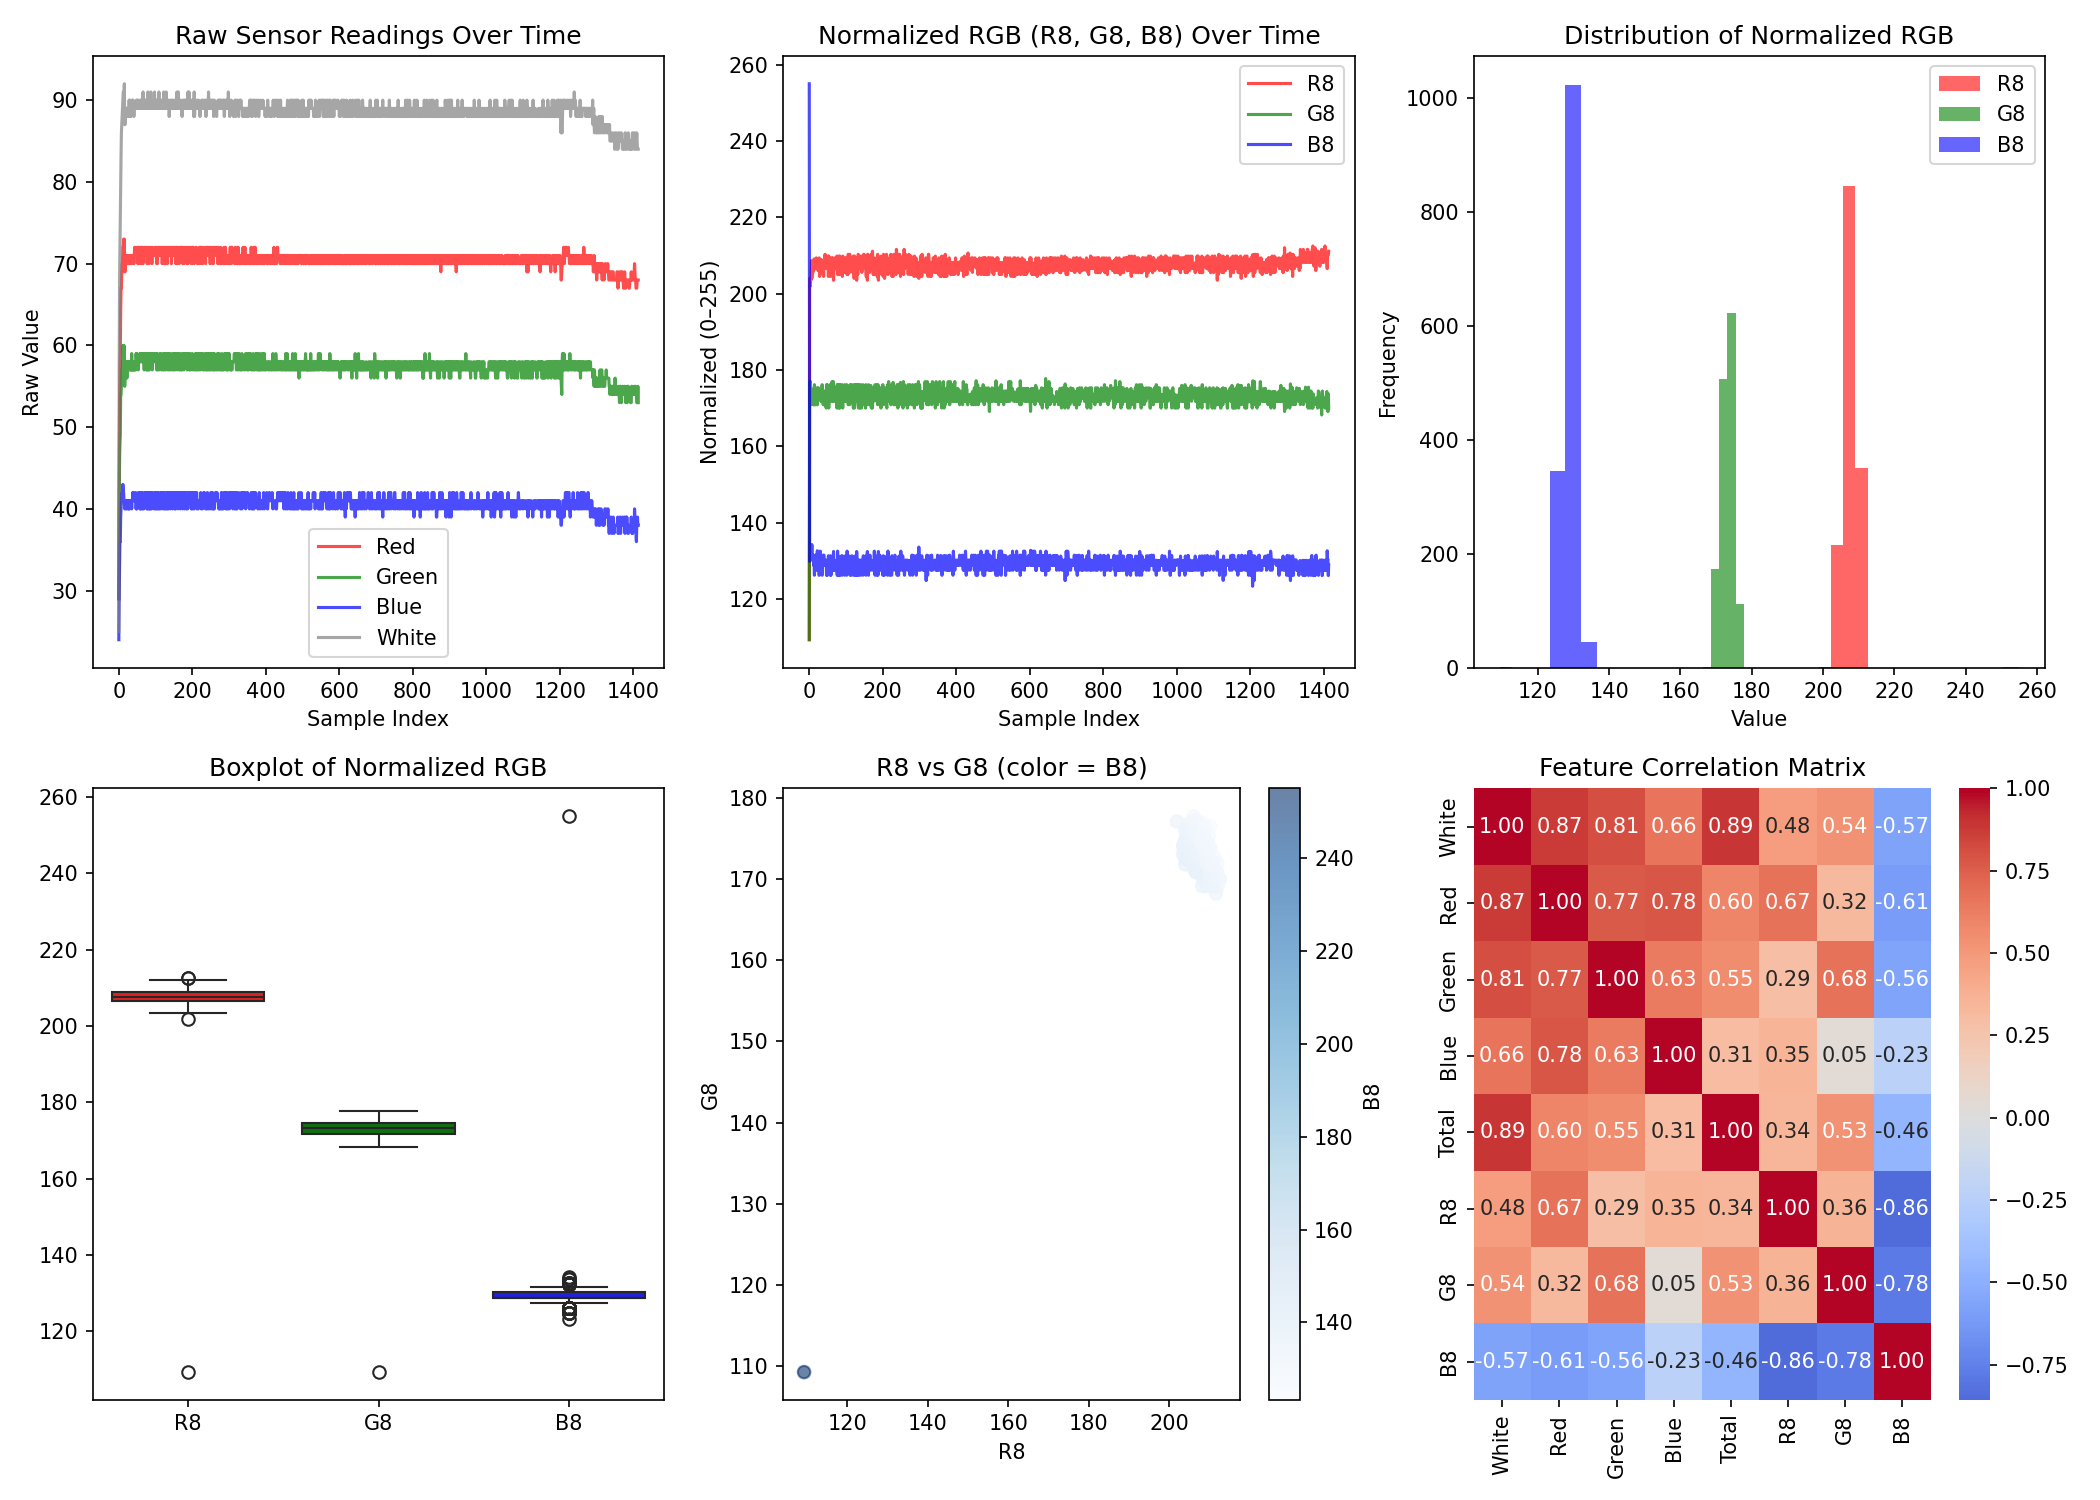 Raw Sensor Readings Over Time
Raw Value
90
80
70
60
50
40
30
Red
Green
Blue
White
0 200 400 600 800 1000 1200 1400
Sample Index
Normalized RGB (R8, G8, B8) Over Time
Normalized (0–255)
260
240
220
200
180
160
140
120
R8
G8
B8
0 200 400 600 800 1000 1200 1400
Sample Index
Distribution of Normalized RGB
Frequency
1000
800
600
400
200
0
R8
G8
B8
120 140 160 180 200 220 240 260
Value
Boxplot of Normalized RGB
260
240
220
200
180
160
140
120
R8 G8 B8
R8 vs G8 (color = B8)
G8
180
170
160
150
140
130
120
110
120 140 160 180 200
R8
240
220
200
180
160
140
B8
Feature Correlation Matrix
White 1.00 0.87 0.81 0.66 0.89 0.48 0.54 -0.57
Red 0.87 1.00 0.77 0.78 0.60 0.67 0.32 -0.61
Green 0.81 0.77 1.00 0.63 0.55 0.29 0.68 -0.56
Blue 0.66 0.78 0.63 1.00 0.31 0.35 0.05 -0.23
Total 0.89 0.60 0.55 0.31 1.00 0.34 0.53 -0.46
R8 0.48 0.67 0.29 0.35 0.34 1.00 0.36 -0.86
G8 0.54 0.32 0.68 0.05 0.53 0.36 1.00 -0.78
B8 -0.57 -0.61 -0.56 -0.23 -0.46 -0.86 -0.78 1.00
White Red Green Blue Total R8 G8 B8
1.00
0.75
0.50
0.25
0.00
−0.25
−0.50
−0.75